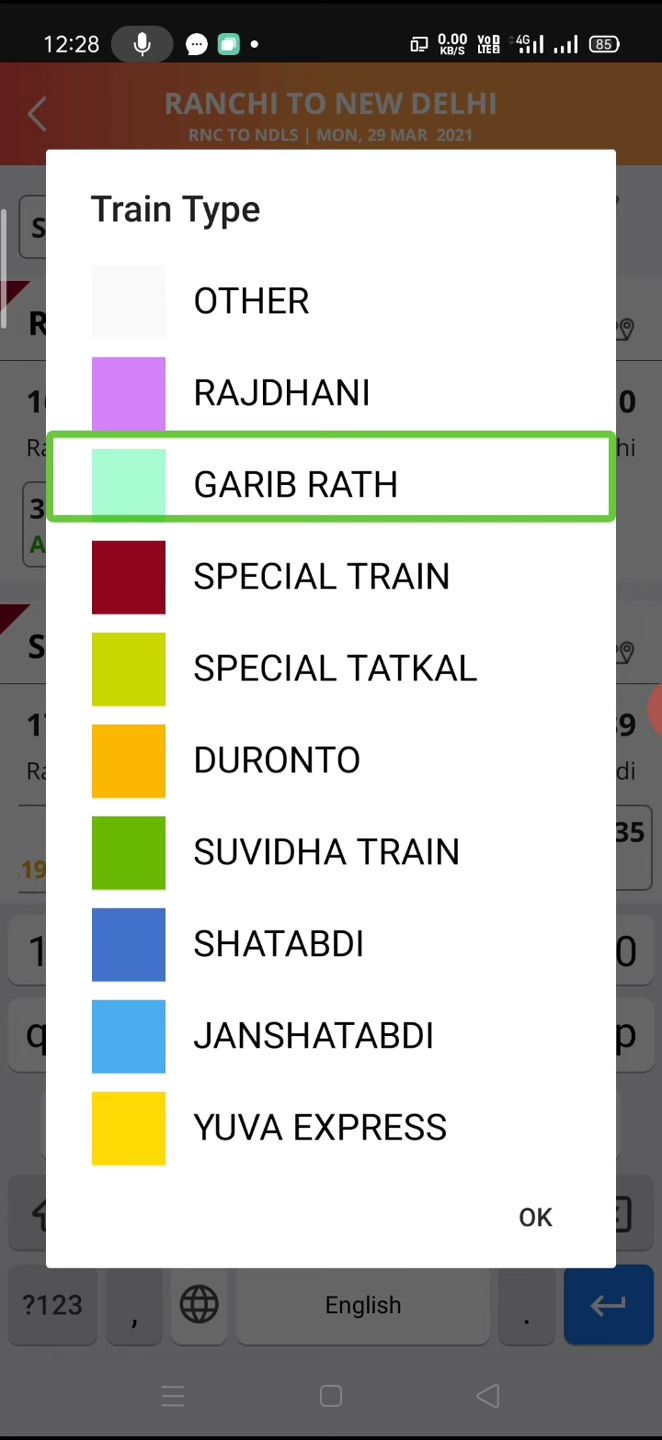 12:28
0.00 KB/S
4G
85
RANCHI TO NEW DELHI
RNC TO NDLS | MON, 29 MAR 2021
Train Type
OTHER
RAJDHANI
GARIB RATH
SPECIAL TRAIN
SPECIAL TATKAL
DURONTO
SUVIDHA TRAIN
SHATABDI
JANSHATABDI
YUVA EXPRESS
OK
?123 , English .